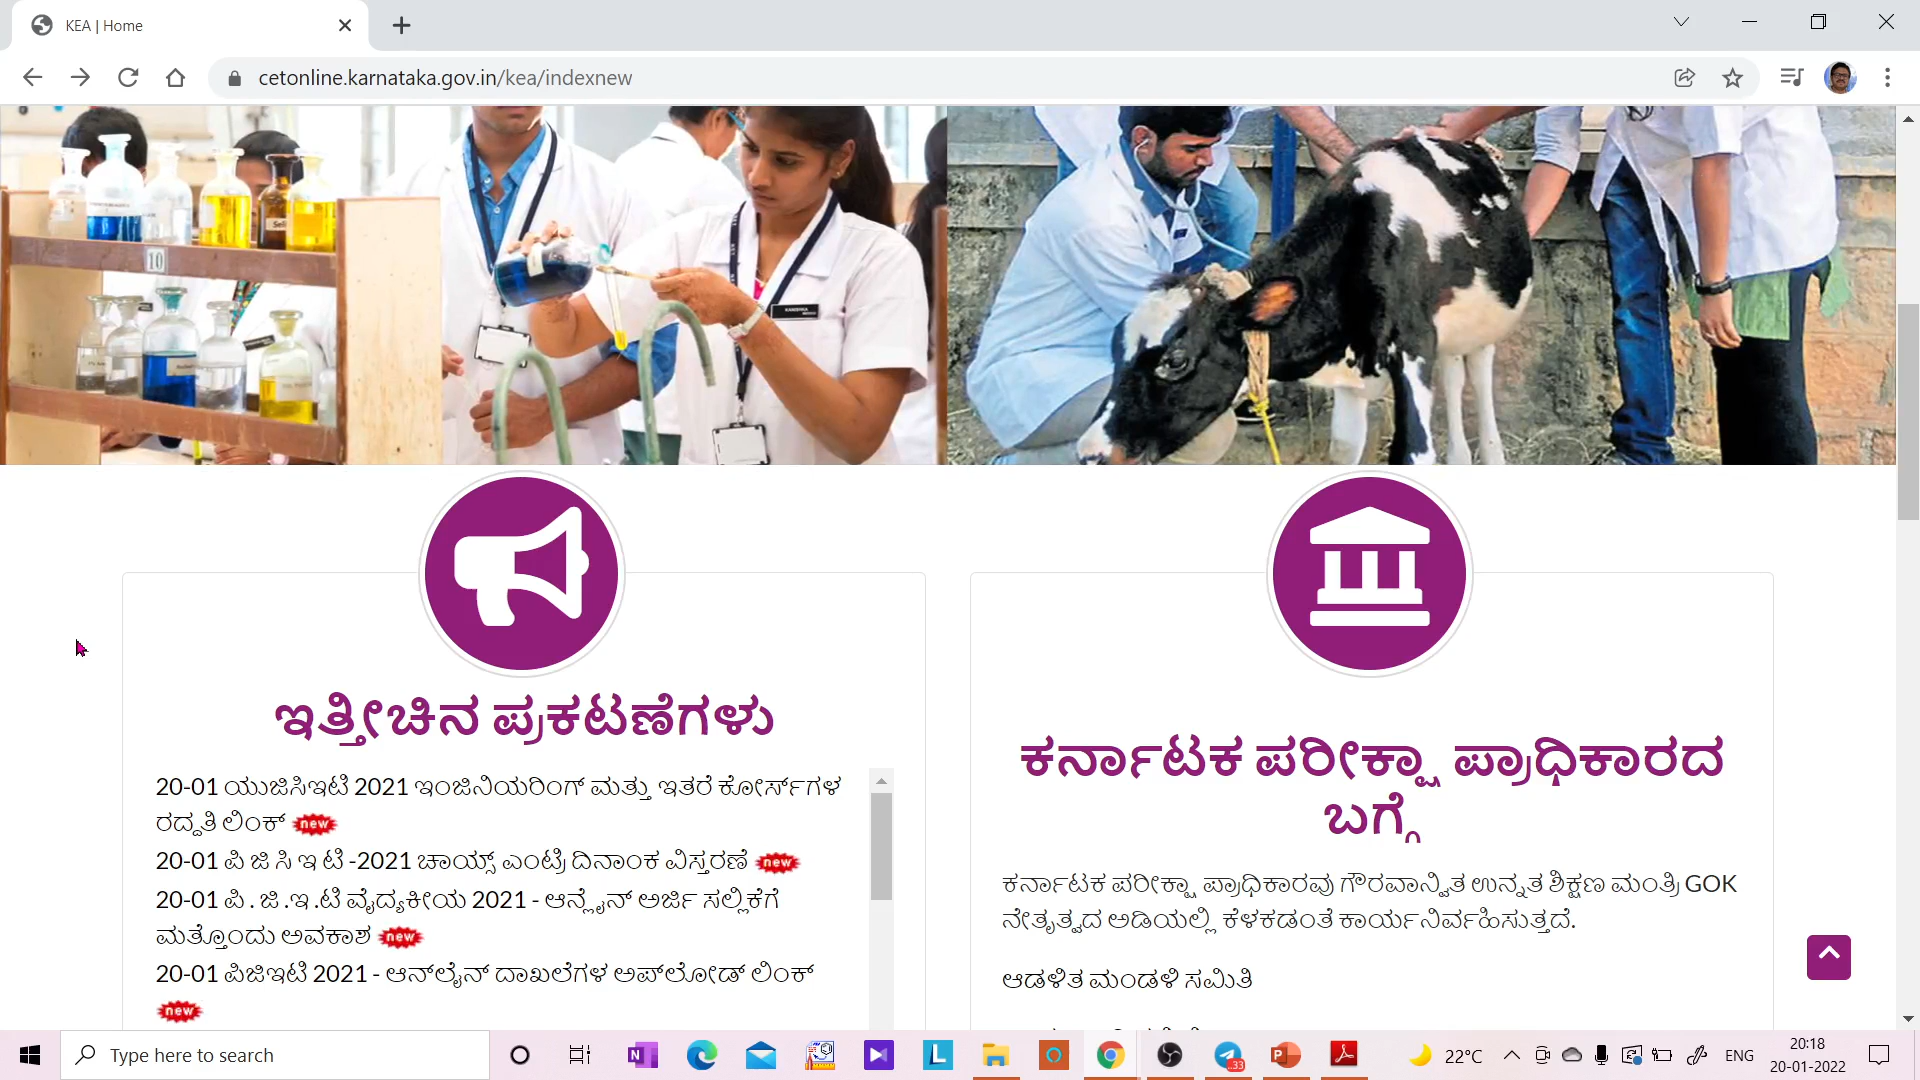 KEA | Home
cetonline.karnataka.gov.in/kea/indexnew
10
ಇತ್ತೀಚಿನ ಪ್ರಕಟಣೆಗಳು
20-01 ಯುಜಿಸಿಇಟಿ 2021 ಇಂಜಿನಿಯರಿಂಗ್ ಮತ್ತು ಇತರೆ ಕೋರ್ಸ್‌ಗಳ
ರದ್ದತಿ ಲಿಂಕ್ new
20-01 ಪಿ ಜಿ ಸಿ ಇ ಟಿ -2021 ಚಾಯ್ಸ್ ಎಂಟ್ರಿ ದಿನಾಂಕ ವಿಸ್ತರಣೆ new
20-01 ಪಿ . ಜಿ .ಇ .ಟಿ ವೈದ್ಯಕೀಯ 2021 - ಆನ್ಲೈನ್ ಅರ್ಜಿ ಸಲ್ಲಿಕೆಗೆ
ಮತ್ತೊಂದು ಅವಕಾಶ new
20-01 ಪಿಜಿಇಟಿ 2021 - ಆನ್‌ಲೈನ್ ದಾಖಲೆಗಳ ಅಪ್‌ಲೋಡ್ ಲಿಂಕ್
new
ಕರ್ನಾಟಕ ಪರೀಕ್ಷಾ ಪ್ರಾಧಿಕಾರದ
ಬಗ್ಗೆ
ಕರ್ನಾಟಕ ಪರೀಕ್ಷಾ ಪ್ರಾಧಿಕಾರವು ಗೌರವಾನ್ವಿತ ಉನ್ನತ ಶಿಕ್ಷಣ ಮಂತ್ರಿ GOK
ನೇತೃತ್ವದ ಅಡಿಯಲ್ಲಿ ಕೆಳಕಡಂತೆ ಕಾರ್ಯನಿರ್ವಹಿಸುತ್ತದೆ.
ಆಡಳಿತ ಮಂಡಳಿ ಸಮಿತಿ
Type here to search
33
22°C
ENG
20:18
20-01-2022